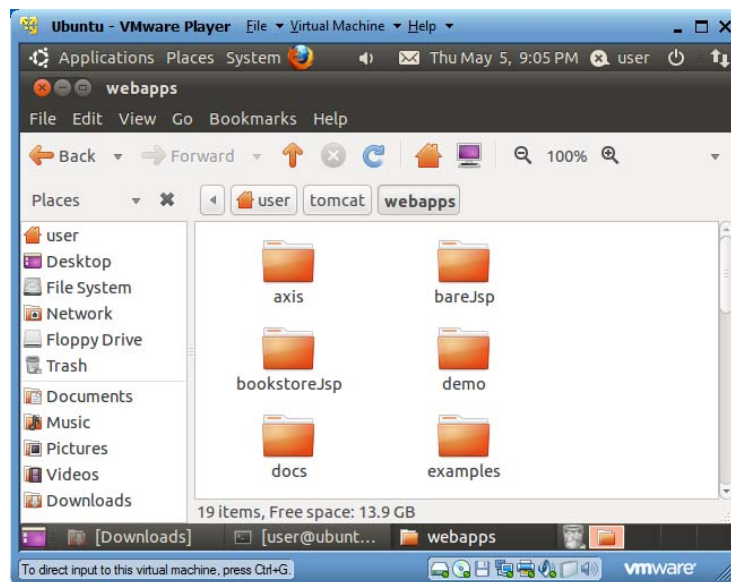 Ubuntu - VMware Player File Virtual Machine Help
Applications Places System Thu May 5, 9:05 PM user
webapps
File Edit View Go Bookmarks Help
Back Forward 100%
Places user tomcat webapps
user
Desktop
File System
Network
Floppy Drive
Trash
Documents
Music
Pictures
Videos
Downloads
axis bareJsp
bookstoreJsp demo
docs examples
19 items, Free space: 13.9 GB
[Downloads] [user@ubunt... webapps
To direct input to this virtual machine, press Ctrl+G. vmware